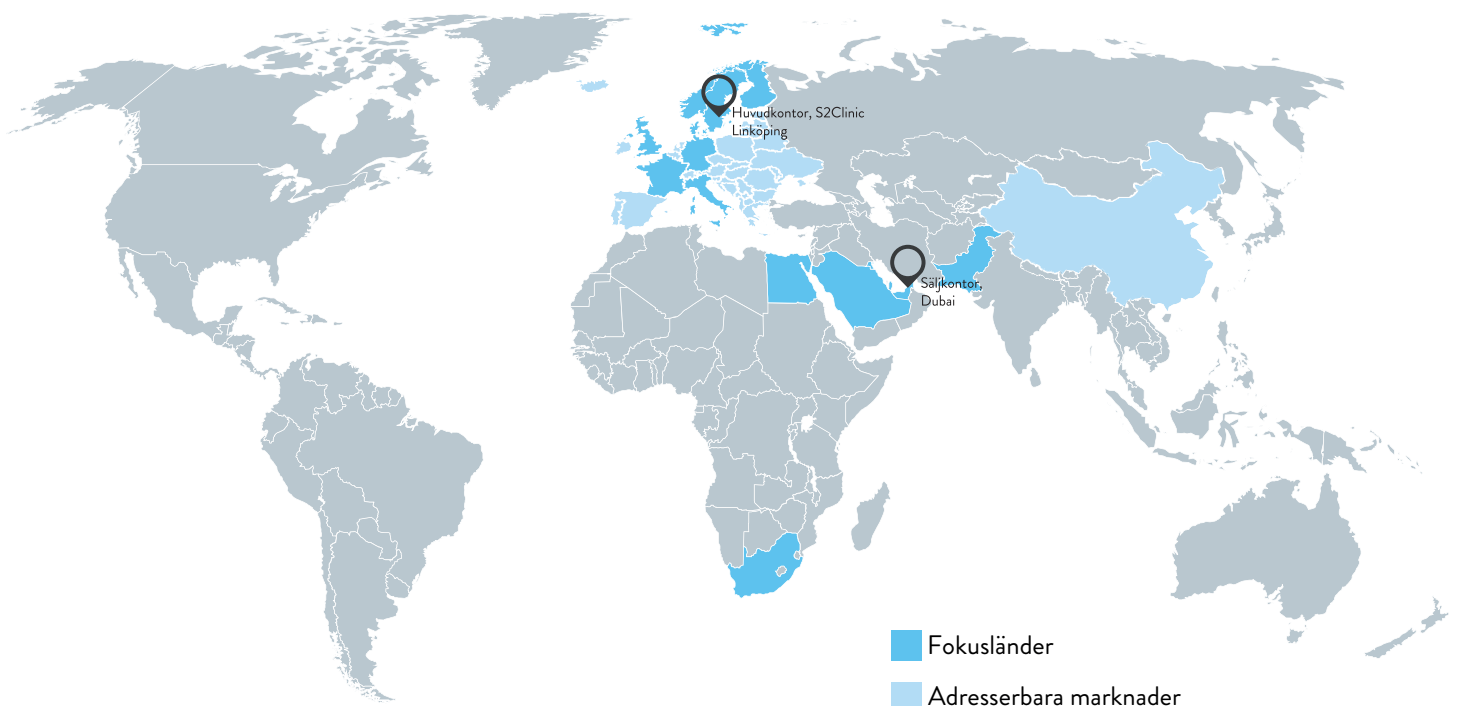 Huvudkontor, S2Clinic
Linköping
Säljkontor,
Dubai
Fokusländer
Adresserbara marknader